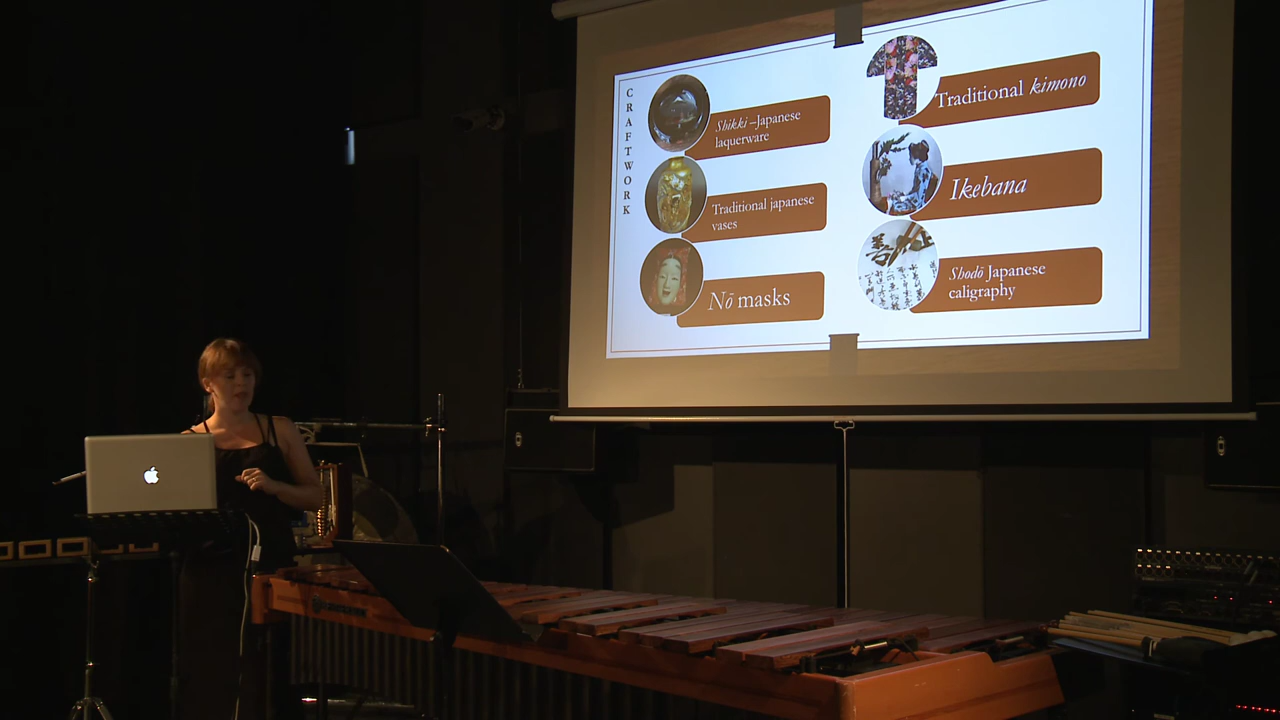 CRAFTWORK
Shikki –Japanese
laquerware
Traditional japanese
vases
Nō masks
Traditional kimono
Ikebana
Shodō Japanese
caligraphy